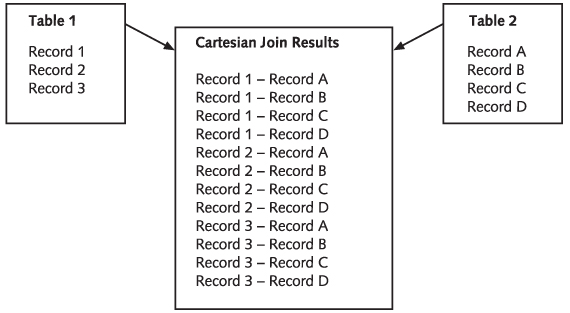 Table 1
Record 1
Record 2
Record 3
Cartesian Join Results
Record 1 – Record A
Record 1 – Record B
Record 1 – Record C
Record 1 – Record D
Record 2 – Record A
Record 2 – Record B
Record 2 – Record C
Record 2 – Record D
Record 3 – Record A
Record 3 – Record B
Record 3 – Record C
Record 3 – Record D
Table 2
Record A
Record B
Record C
Record D